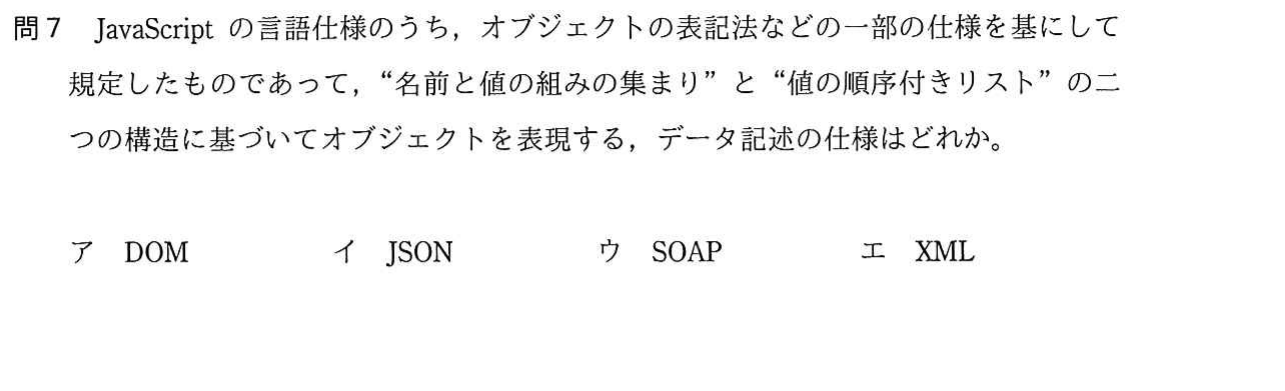 問７ JavaScript の言語仕様のうち，オブジェクトの表記法などの一部の仕様を基にして
規定したものであって，“名前と値の組みの集まり”と“値の順序付きリスト”の二
つの構造に基づいてオブジェクトを表現する，データ記述の仕様はどれか。
ア DOM イ JSON ウ SOAP エ XML